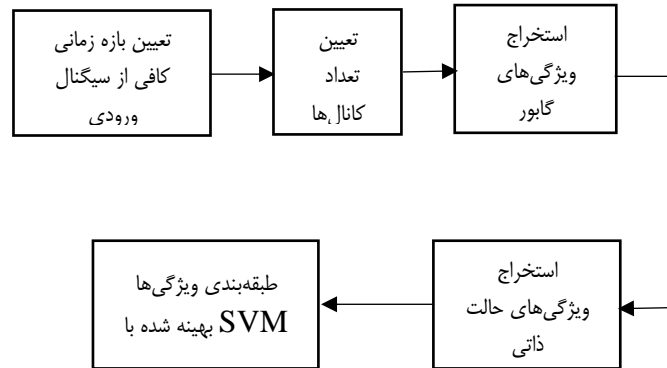 تعیین بازه زمانی
کافی از سیگنال
ورودی
تعیین
تعداد
کانال‌ها
استخراج
ویژگی‌های
گابور
استخراج
ویژگی‌های حالت
ذاتی
طبقه‌بندی ویژگی‌ها
بهینه شده با SVM